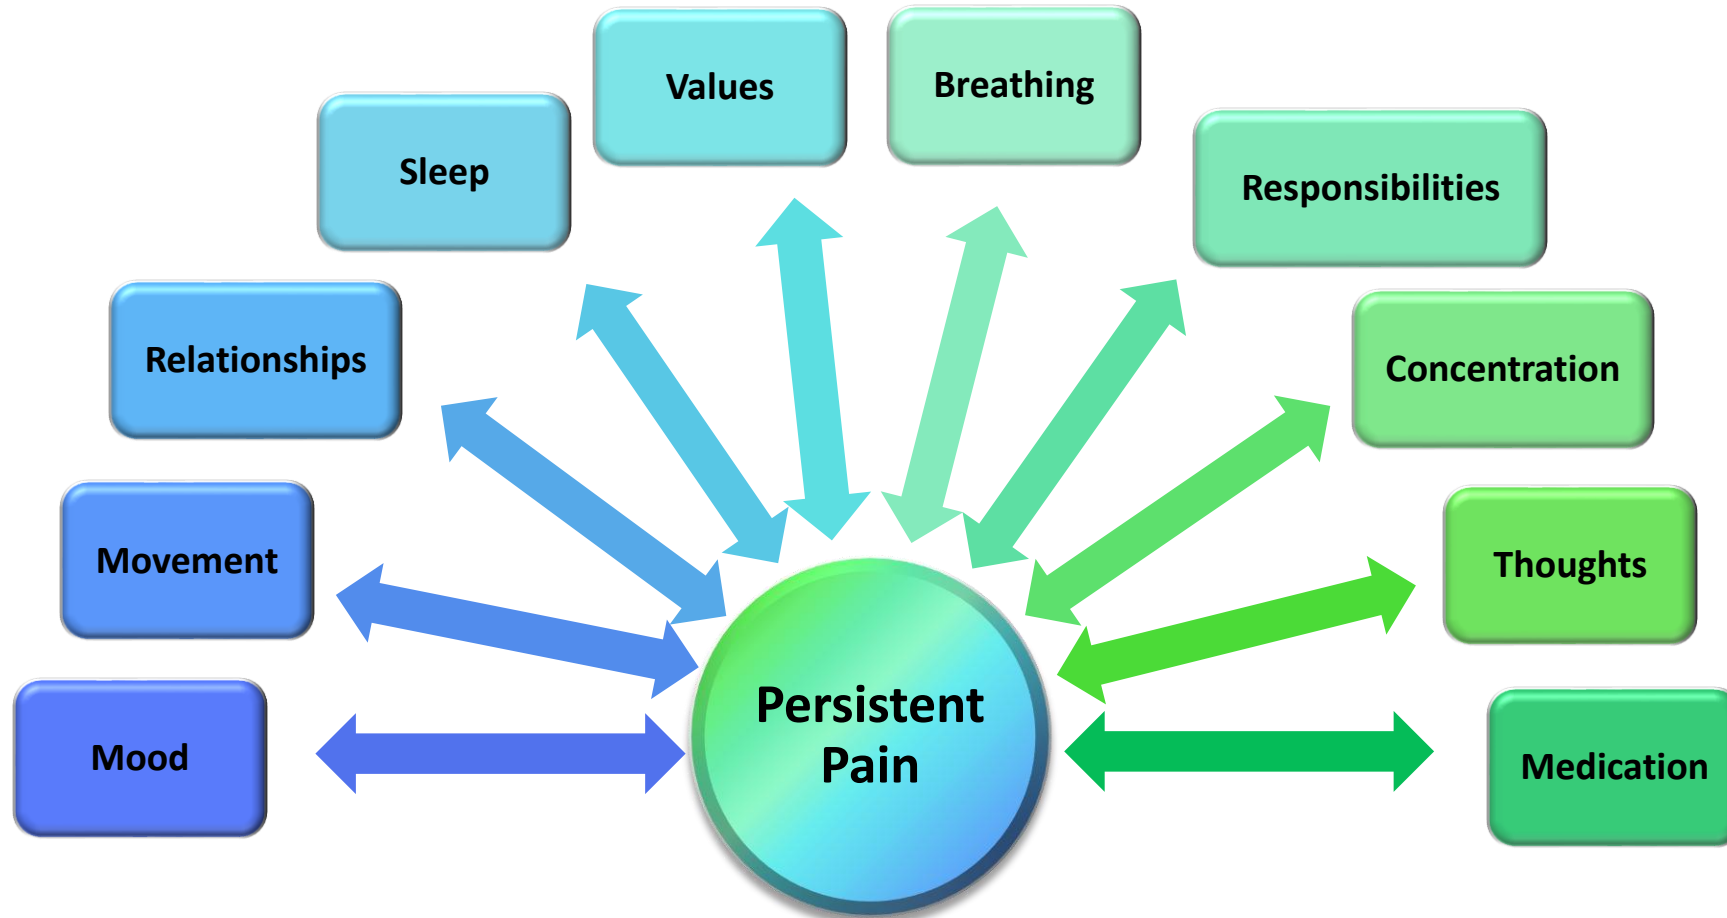 Values
Breathing
Sleep
Responsibilities
Relationships
Concentration
Movement
Thoughts
Persistent
Pain
Mood
Medication